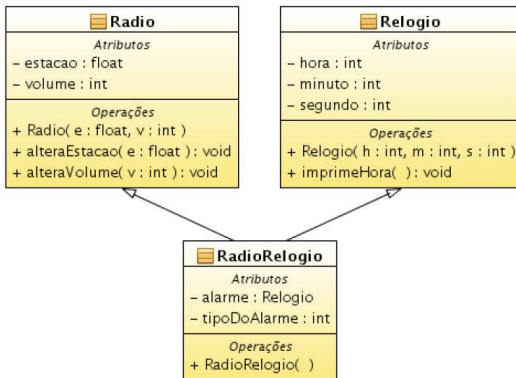 Radio
Atributos
− estacao : float
− volume : int
Operações
+ Radio( e : float, v : int )
+ alteraEstacao( e : float ) : void
+ alteraVolume( v : int ) : void
Relogio
Atributos
− hora : int
− minuto : int
− segundo : int
Operações
+ Relogio( h : int, m : int, s : int )
+ imprimeHora( ) : void
RadioRelogio
Atributos
− alarme : Relogio
− tipoDoAlarme : int
Operações
+ RadioRelogio( )